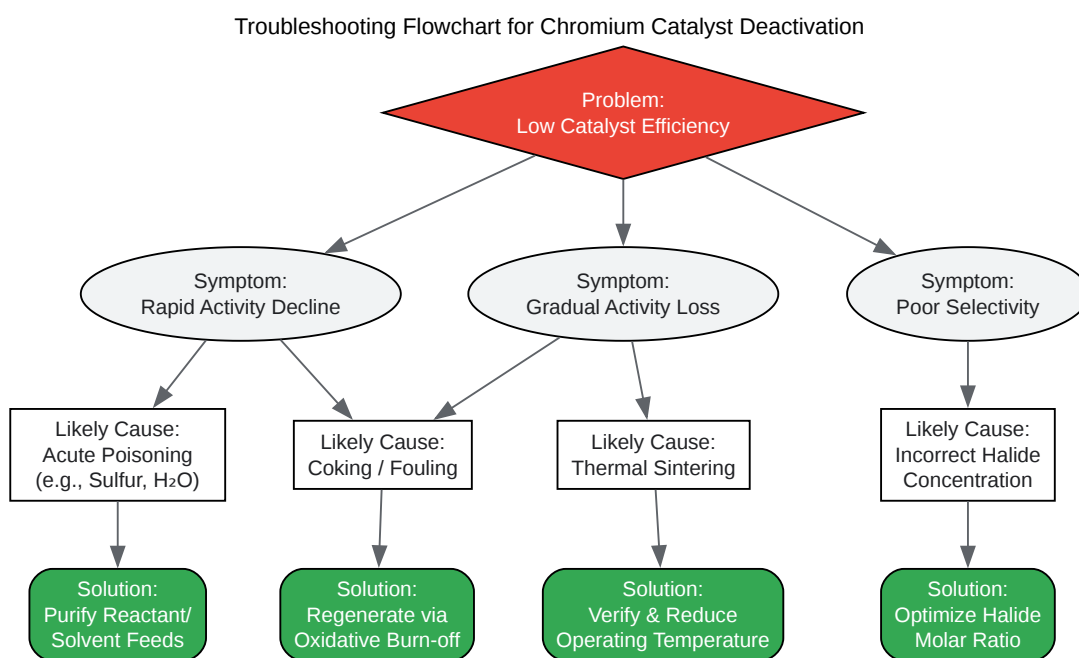 Troubleshooting Flowchart for Chromium Catalyst Deactivation
Problem:
Low Catalyst Efficiency
Symptom:
Rapid Activity Decline
Symptom:
Gradual Activity Loss
Symptom:
Poor Selectivity
Likely Cause:
Acute Poisoning
(e.g., Sulfur, H₂O)
Likely Cause:
Coking / Fouling
Likely Cause:
Thermal Sintering
Likely Cause:
Incorrect Halide
Concentration
Solution:
Purify Reactant/
Solvent Feeds
Solution:
Regenerate via
Oxidative Burn-off
Solution:
Verify & Reduce
Operating Temperature
Solution:
Optimize Halide
Molar Ratio